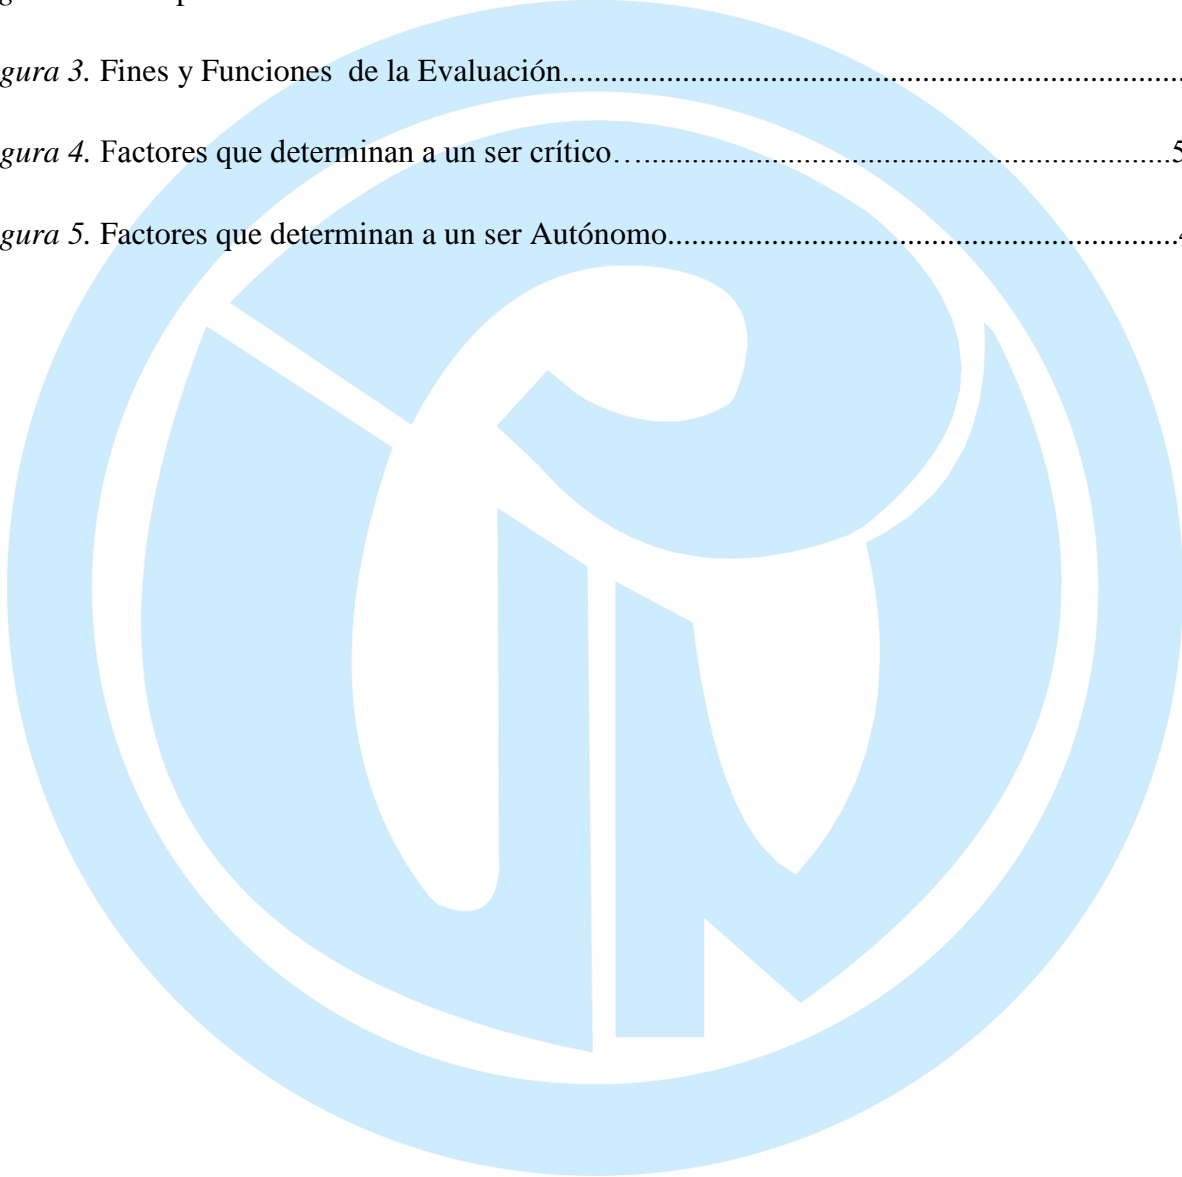 gura 3. Fines y Funciones de la Evaluación..............................................................................
gura 4. Factores que determinan a un ser crítico….................................................................5
gura 5. Factores que determinan a un ser Autónomo...............................................................4